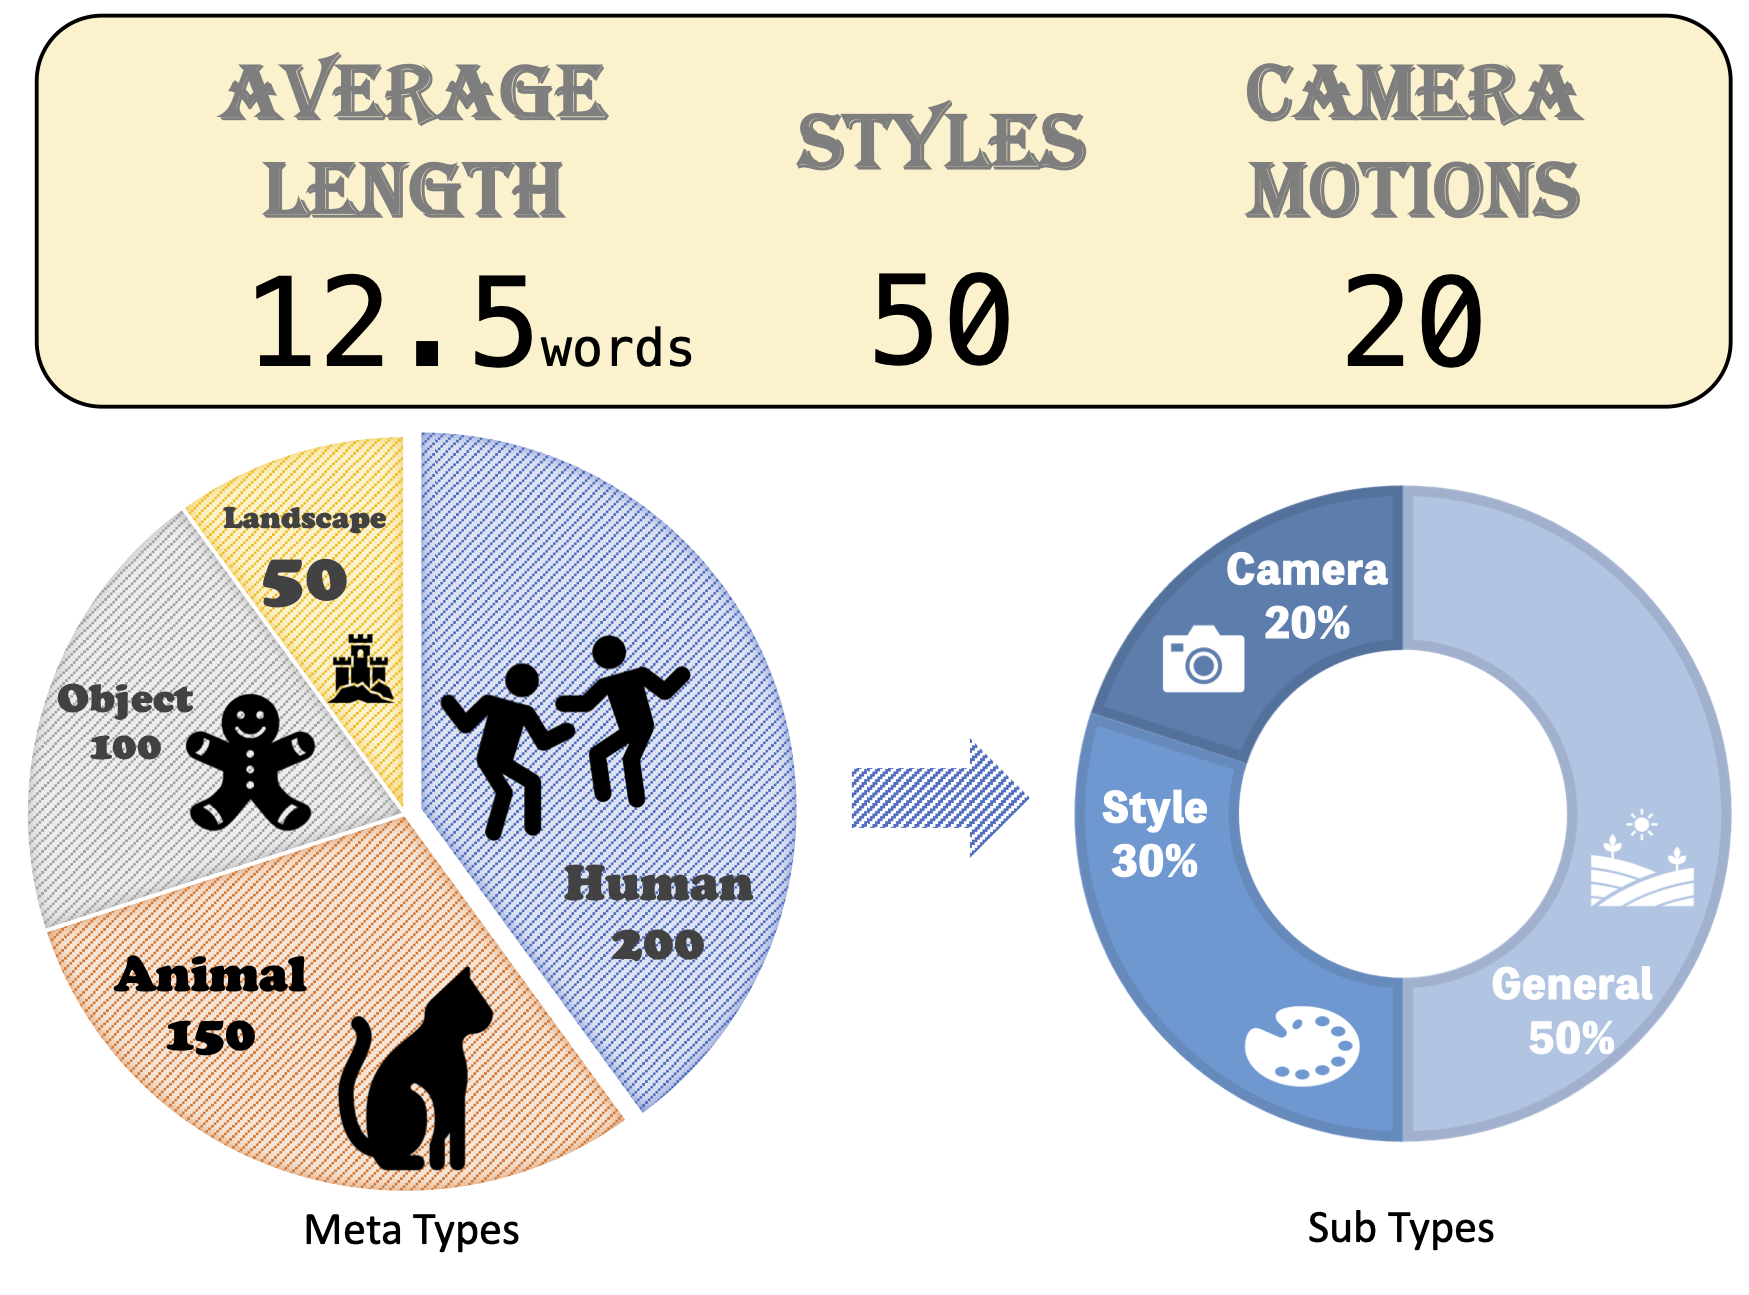 AVERAGE
LENGTH
12.5words
STYLES
50
CAMERA
MOTIONS
20
Landscape
50
Object
100
Human
200
Animal
150
Meta Types
Camera
20%
Style
30%
General
50%
Sub Types